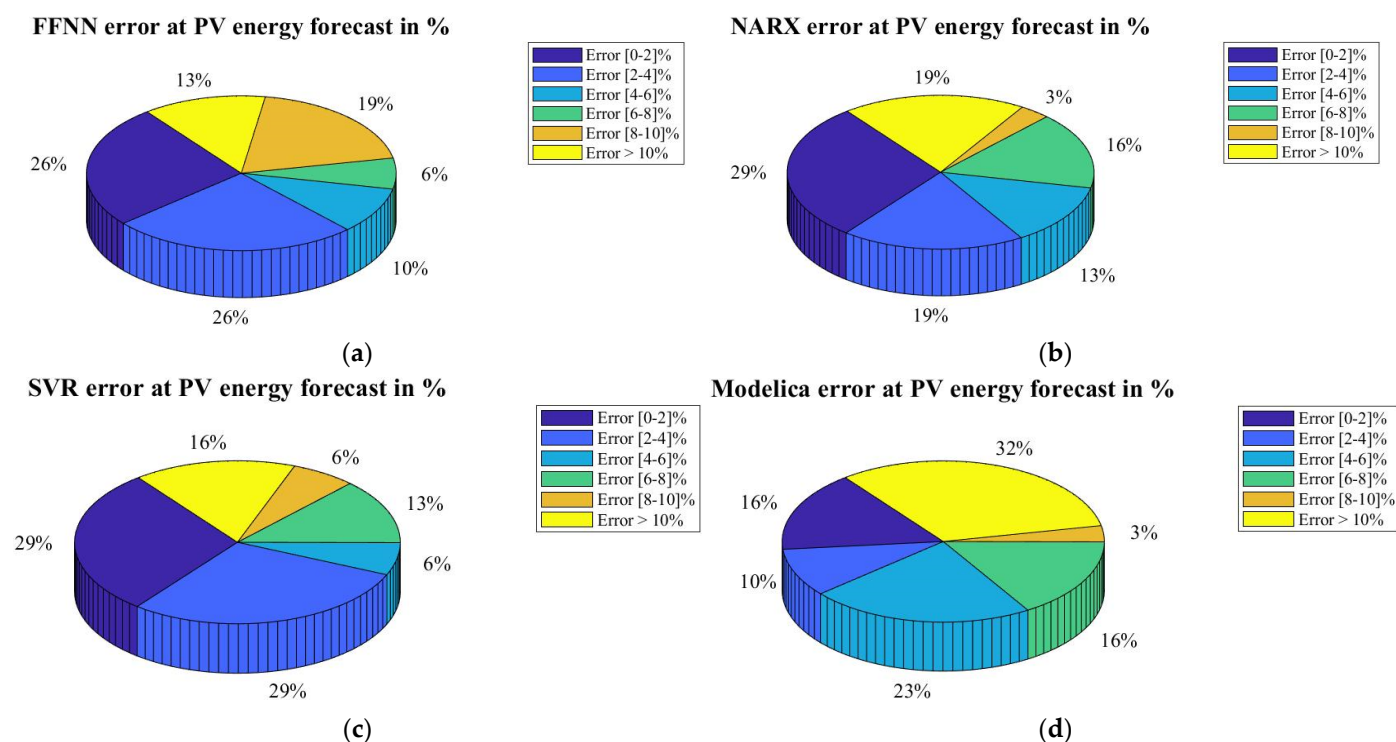 FFNN error at PV energy forecast in %
Error [0-2]%
Error [2-4]%
Error [4-6]%
Error [6-8]%
Error [8-10]%
Error > 10%
13%
19%
26%
6%
10%
26%
(a)
NARX error at PV energy forecast in %
Error [0-2]%
Error [2-4]%
Error [4-6]%
Error [6-8]%
Error [8-10]%
Error > 10%
19%
3%
16%
29%
13%
19%
(b)
SVR error at PV energy forecast in %
Error [0-2]%
Error [2-4]%
Error [4-6]%
Error [6-8]%
Error [8-10]%
Error > 10%
16%
6%
13%
29%
6%
29%
(c)
Modelica error at PV energy forecast in %
Error [0-2]%
Error [2-4]%
Error [4-6]%
Error [6-8]%
Error [8-10]%
Error > 10%
32%
16%
3%
10%
16%
23%
(d)